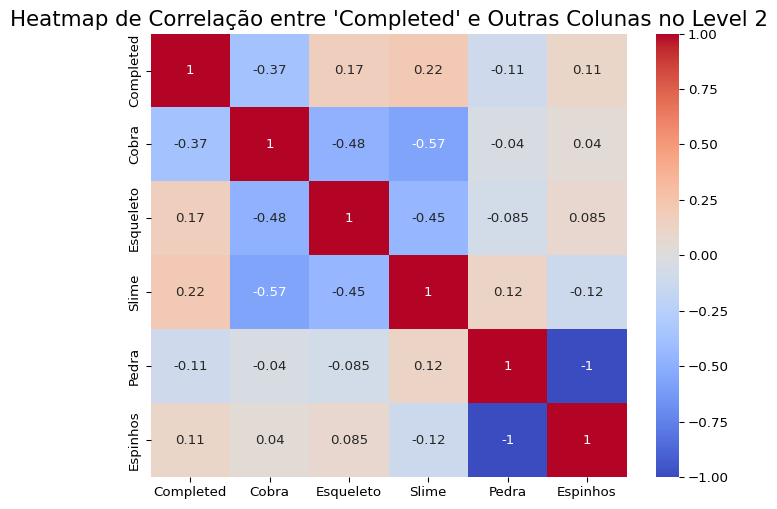 Heatmap de Correlação entre 'Completed' e Outras Colunas no Level 2
Completed 1 -0.37 0.17 0.22 -0.11 0.11
Cobra -0.37 1 -0.48 -0.57 -0.04 0.04
Esqueleto 0.17 -0.48 1 -0.45 -0.085 0.085
Slime 0.22 -0.57 -0.45 1 0.12 -0.12
Pedra -0.11 -0.04 -0.085 0.12 1 -1
Espinhos 0.11 0.04 0.085 -0.12 -1 1
Completed Cobra Esqueleto Slime Pedra Espinhos
1.00
0.75
0.50
0.25
0.00
−0.25
−0.50
−0.75
−1.00